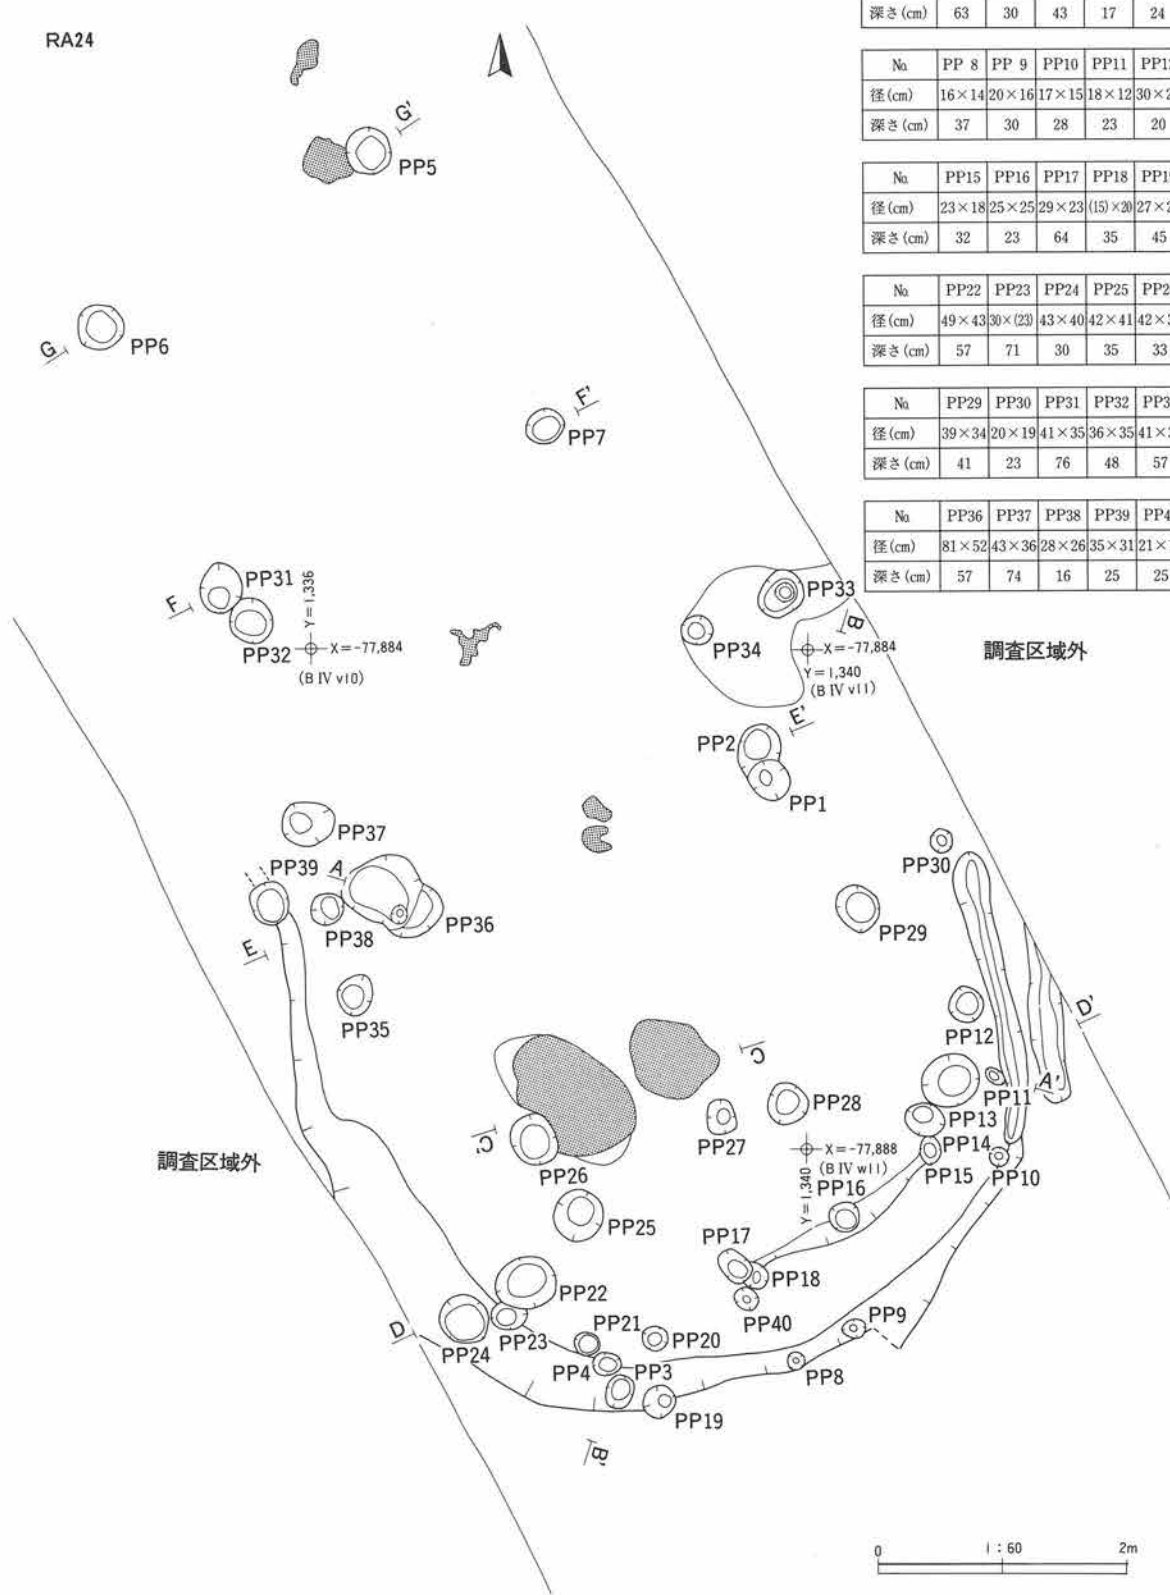 RA24
深さ(cm) 63 30 43 17 24
No. PP 8 PP 9 PP10 PP11
径(cm) 16×14 20×16 17×15 18×12
深さ(cm) 37 30 28 23 20
No. PP15 PP16 PP17 PP18
径(cm) 23×18 25×25 29×23 (15)×20
深さ(cm) 32 23 64 35 45
No. PP22 PP23 PP24 PP25
径(cm) 49×43 30×(23) 43×40 42×41
深さ(cm) 57 71 30 35 33
No. PP29 PP30 PP31 PP32
径(cm) 39×34 20×19 41×35 36×35
深さ(cm) 41 23 76 48 57
No. PP36 PP37 PP38 PP39
径(cm) 81×52 43×36 28×26 35×31
深さ(cm) 57 74 16 25 25
G'
PP5
G
PP6
F'
PP7
PP31
F
PP32
Y=1,336
X=-77,884
(B IV v10)
PP33
PP34
B
X=-77,884
Y=1,340
(B IV v11)
調査区域外
E'
PP2
PP1
PP37
PP39
A
PP38
PP36
E
PP35
PP30
PP29
PP12
D'
C
PP11
A'
PP28
PP13
PP27
PP14
調査区域外
C'
X=-77,888
(B IV w11)
Y=1,340
PP15
PP10
PP26
PP16
PP25
PP17
PP18
PP22
PP40
D
PP24
PP23
PP21
PP20
PP9
PP4
PP3
PP8
PP19
B'
0 1:60 2m